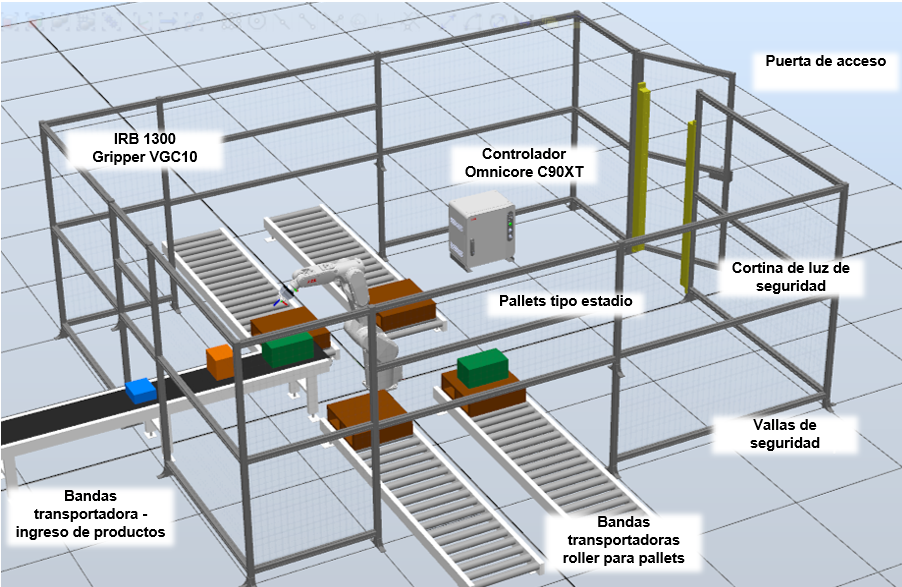 Puerta de acceso
IRB 1300
Gripper VGC10
Controlador
Omnicore C90XT
Cortina de luz de
seguridad
Pallets tipo estadio
Vallas de
seguridad
Bandas
transportadora -
ingreso de productos
Bandas
transportadoras
roller para pallets